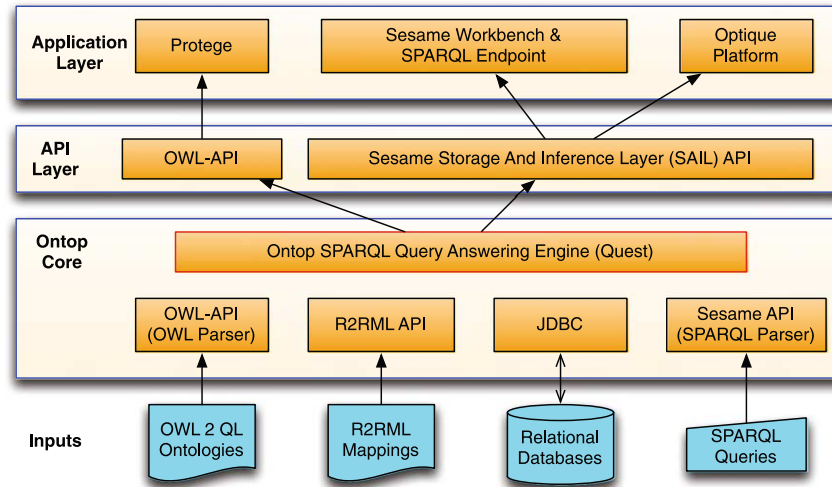 Application
Layer
Protege
Sesame Workbench &
SPARQL Endpoint
Optique
Platform
API
Layer
OWL-API
Sesame Storage And Inference Layer (SAIL) API
Ontop
Core
Ontop SPARQL Query Answering Engine (Quest)
OWL-API
(OWL Parser)
R2RML API
JDBC
Sesame API
(SPARQL Parser)
Inputs
OWL 2 QL
Ontologies
R2RML
Mappings
Relational
Databases
SPARQL
Queries